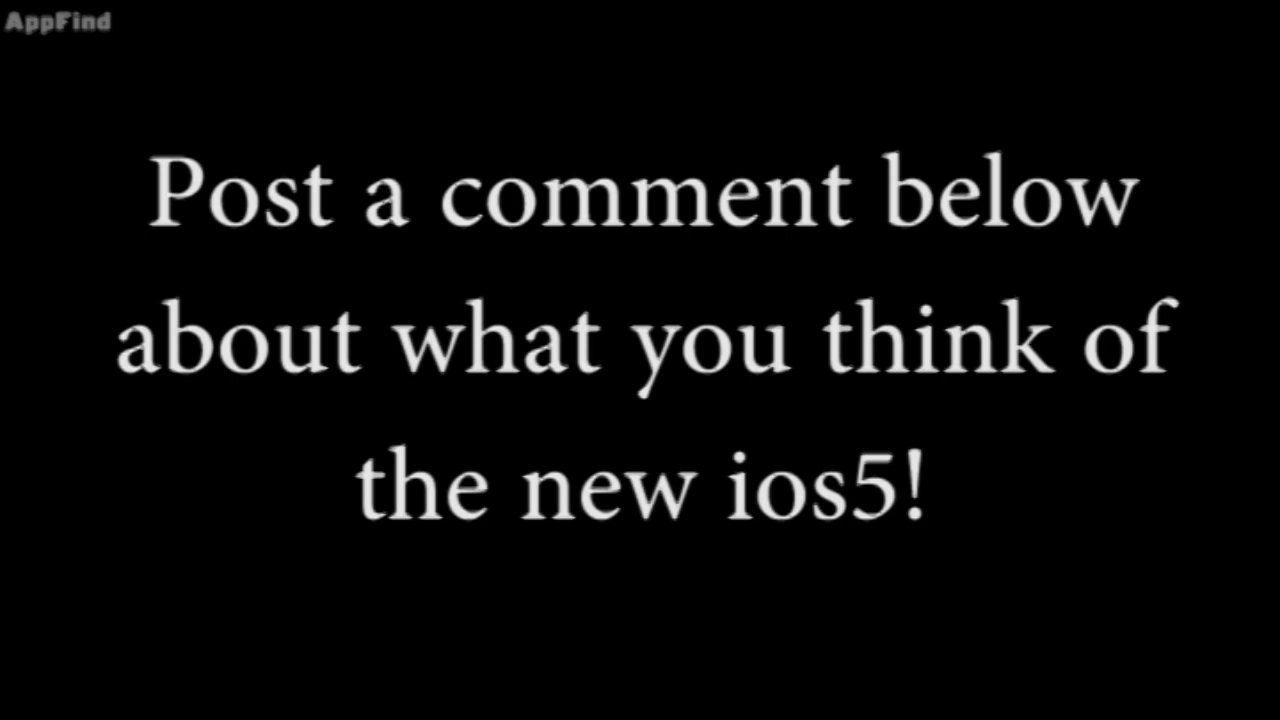 AppFind
Post a comment below
about what you think of
the new ios5!